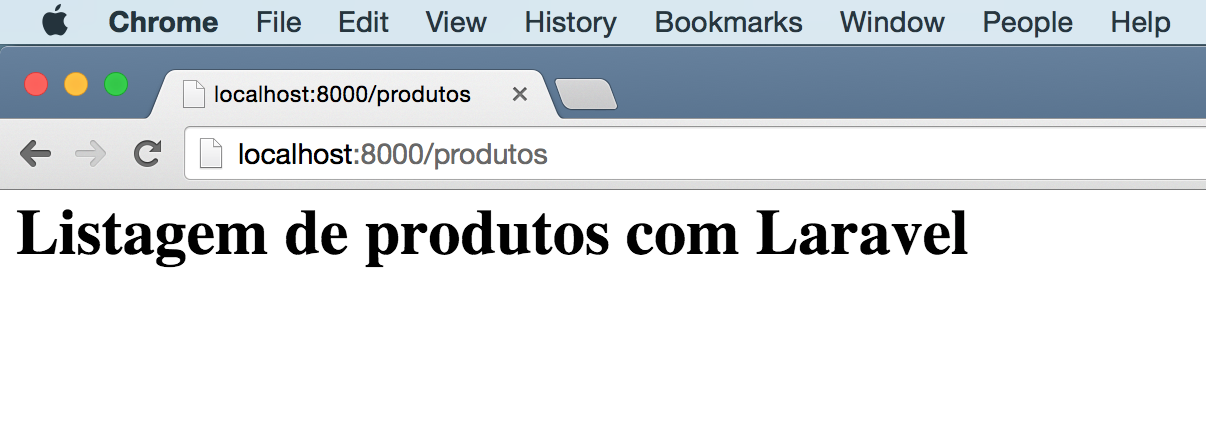 Chrome File Edit View History Bookmarks Window People Help
localhost:8000/produtos
localhost:8000/produtos
Listagem de produtos com Laravel